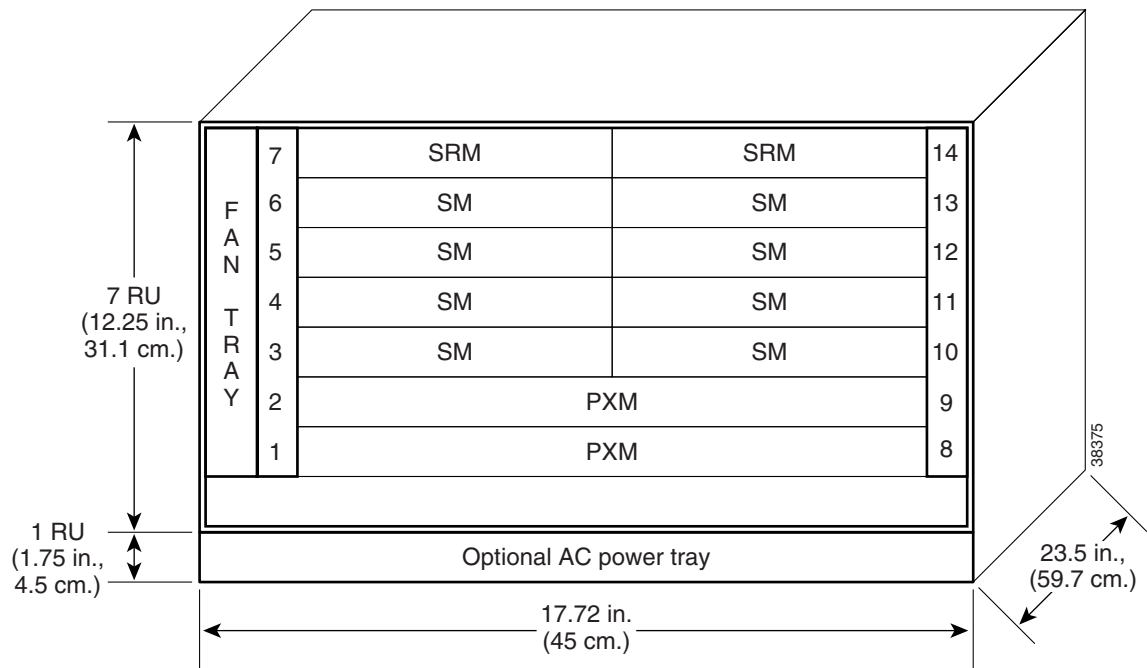 7 SRM SRM 14
6 SM SM 13
5 SM SM 12
4 SM SM 11
3 SM SM 10
2 PXM 9
1 PXM 8
FAN TRAY
7 RU
(12.25 in.,
31.1 cm.)
1 RU
(1.75 in.,
4.5 cm.)
Optional AC power tray
17.72 in.
(45 cm.)
23.5 in.,
(59.7 cm.)
38375